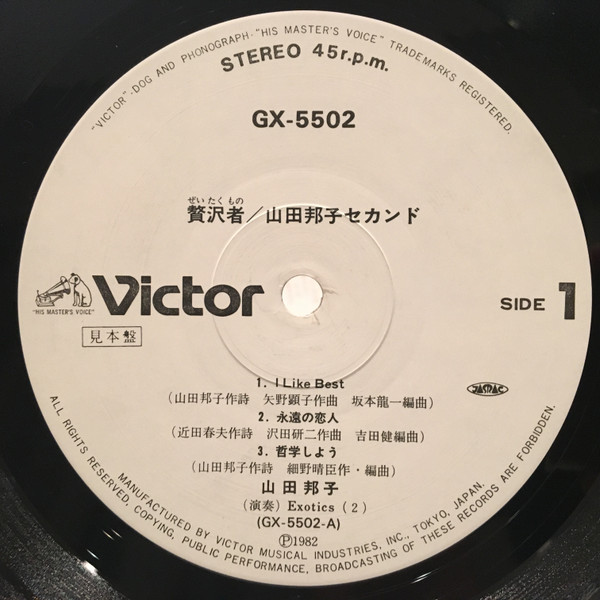 "VICTOR"-DOG AND PHONOGRAPH-"HIS MASTER'S VOICE" TRADEMARKS REGISTERED.
STEREO 45 r.p.m.
GX-5502
ぜいたくもの
贅沢者／山田邦子セカンド
Victor
"HIS MASTER'S VOICE"
SIDE 1
見本盤
1. I Like Best
(山田邦子作詩 矢野顕子作曲 坂本龍一編曲)
JASRAC
2. 永遠の恋人
(近田春夫作詩 沢田研二作曲 吉田健編曲)
3. 哲学しよう
(山田邦子作詩 細野晴臣作・編曲)
山田邦子
(演奏) Exotics (2)
(GX-5502-A)
Ⓟ1982
MANUFACTURED BY VICTOR MUSICAL INDUSTRIES, INC., TOKYO, JAPAN.
ALL RIGHTS RESERVED, COPYING, PUBLIC PERFORMANCE, BROADCASTING OF THESE RECORDS ARE FORBIDDEN.